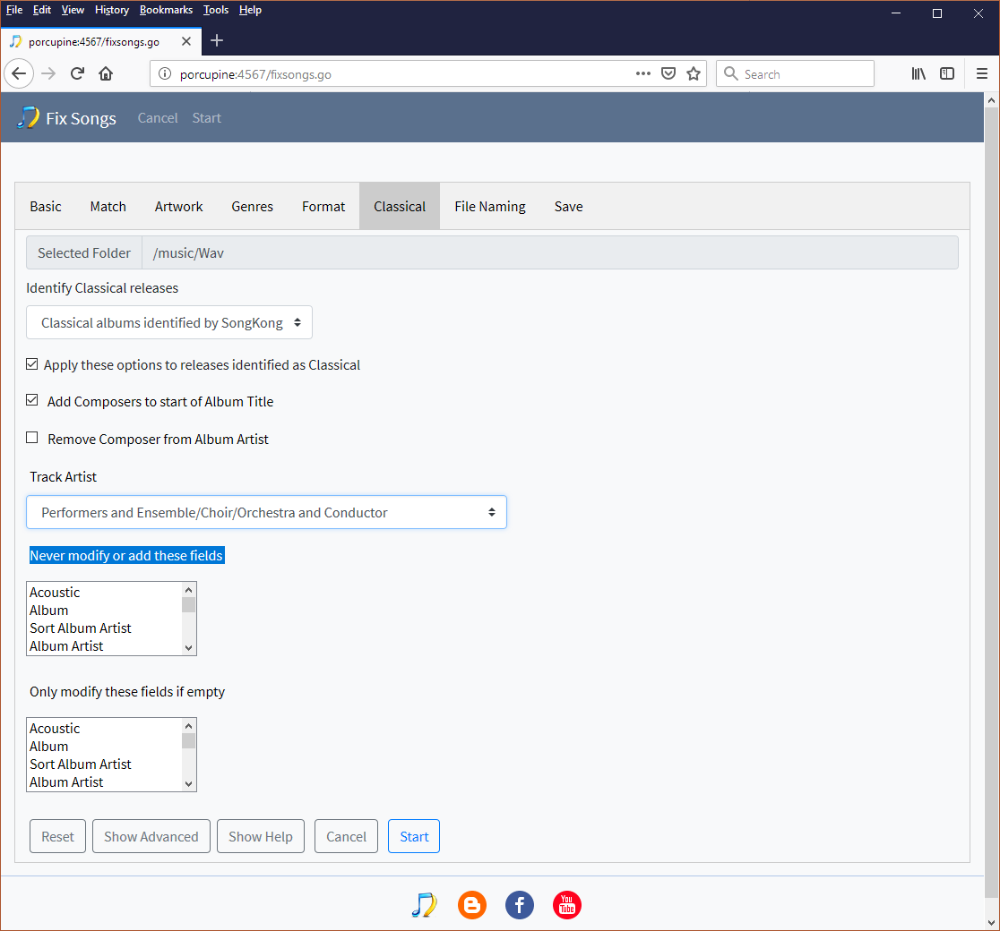 File Edit View History Bookmarks Tools Help
porcupine:4567/fixsongs.go
porcupine:4567/fixsongs.go
Search
Fix Songs Cancel Start
Basic Match Artwork Genres Format Classical File Naming Save
Selected Folder /music/Wav
Identify Classical releases
Classical albums identified by SongKong
Apply these options to releases identified as Classical
Add Composers to start of Album Title
Remove Composer from Album Artist
Track Artist
Performers and Ensemble/Choir/Orchestra and Conductor
Never modify or add these fields
Acoustic
Album
Sort Album Artist
Album Artist
Only modify these fields if empty
Acoustic
Album
Sort Album Artist
Album Artist
Reset Show Advanced Show Help Cancel Start
You
Tube